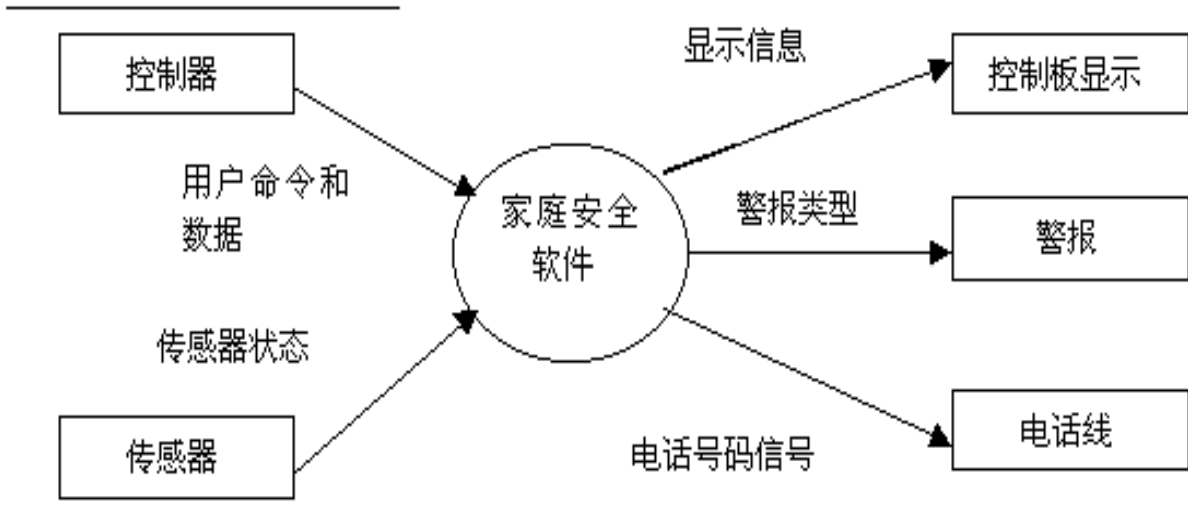 控制器
显示信息
控制板显示
用户命令和
数据
家庭安全
软件
警报类型
警报
传感器状态
传感器
电话号码信号
电话线